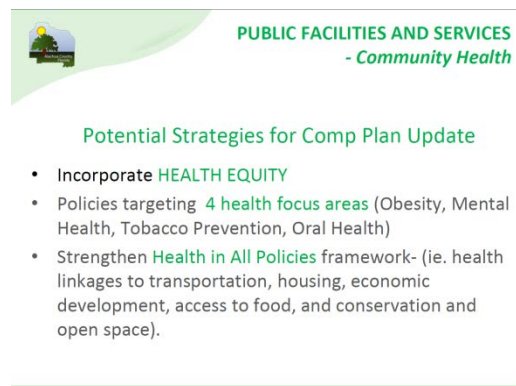 PUBLIC FACILITIES AND SERVICES
- Community Health
Potential Strategies for Comp Plan Update
• Incorporate HEALTH EQUITY
• Policies targeting 4 health focus areas (Obesity, Mental
Health, Tobacco Prevention, Oral Health)
• Strengthen Health in All Policies framework- (ie. health
linkages to transportation, housing, economic
development, access to food, and conservation and
open space).